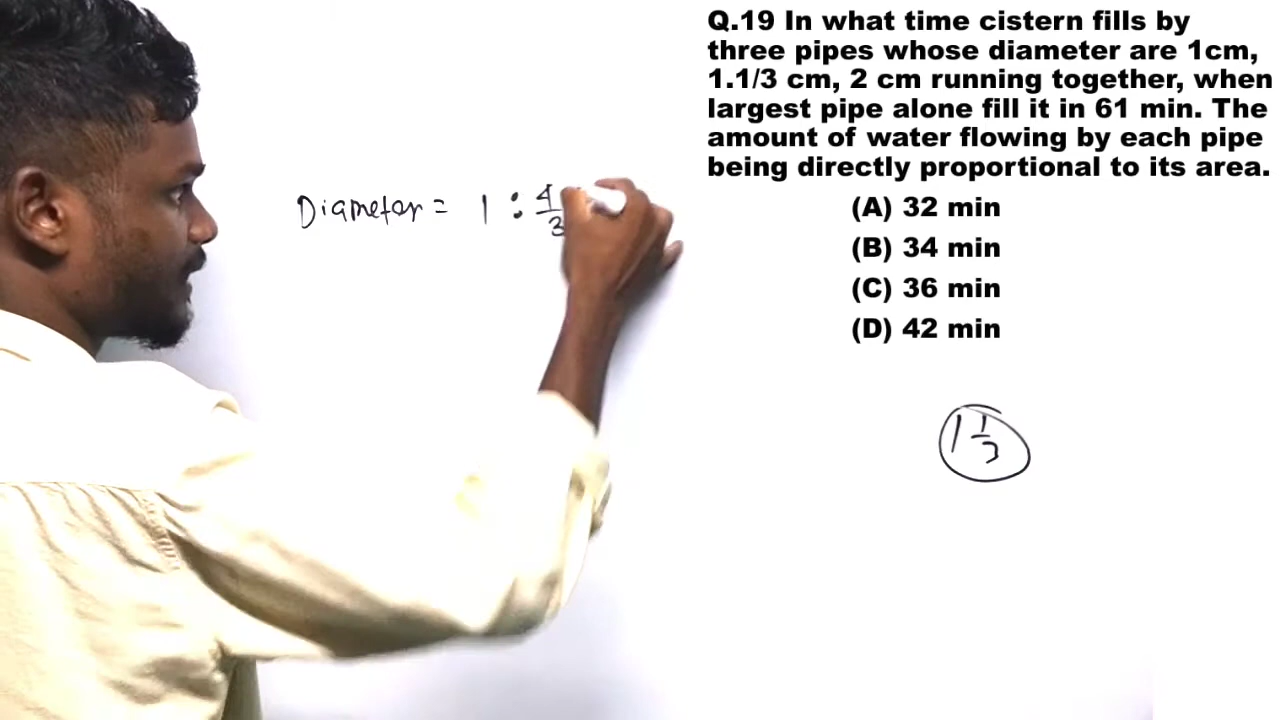 Q.19 In what time cistern fills by
three pipes whose diameter are 1cm,
1.1/3 cm, 2 cm running together, when
largest pipe alone fill it in 61 min. The
amount of water flowing by each pipe
being directly proportional to its area.
(A) 32 min
(B) 34 min
(C) 36 min
(D) 42 min
Diameter = 1 : 4/3
1 1/3